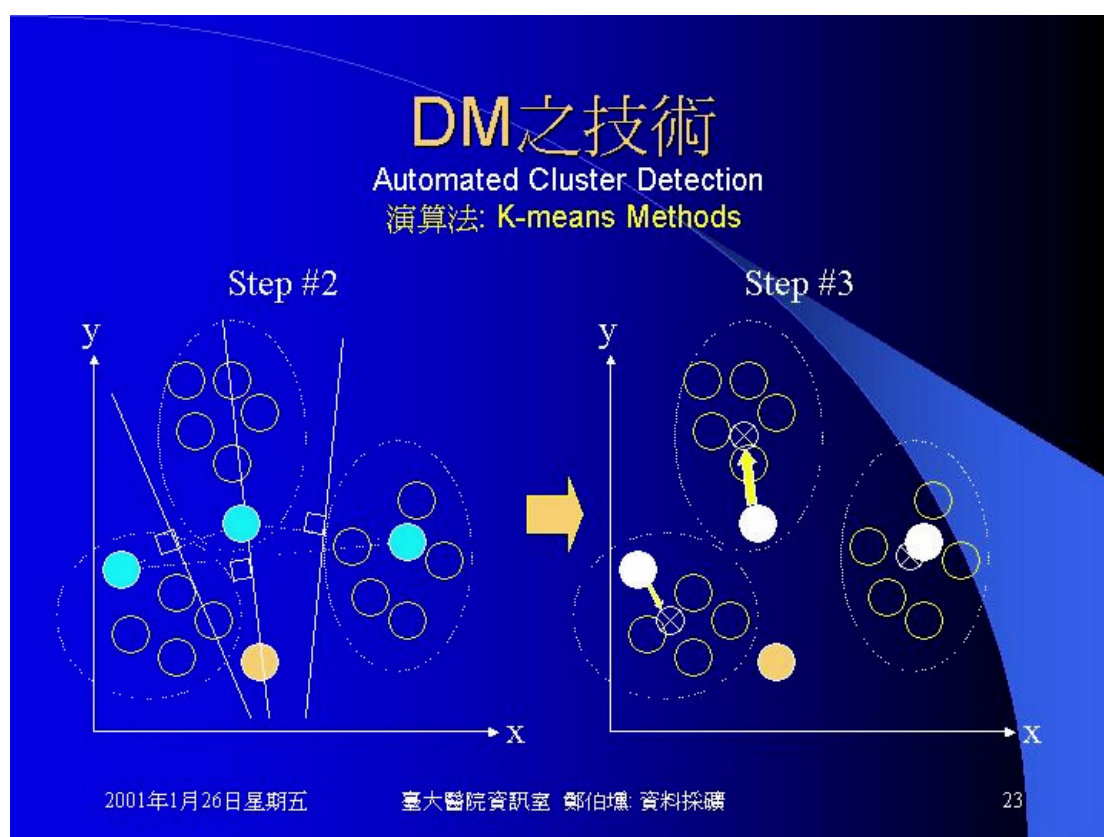 DM之技術
Automated Cluster Detection
演算法: K-means Methods
Step #2
Step #3
y
y
x
x
2001年1月26日星期五
臺大醫院資訊室 鄭伯壎: 資料採礦
23